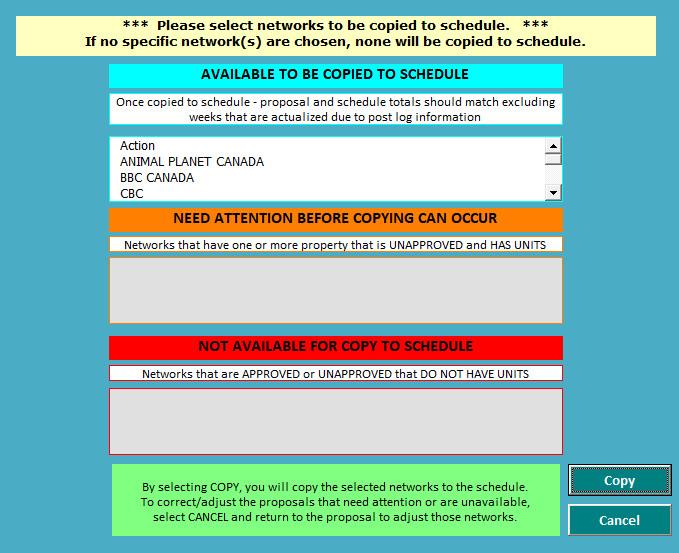 *** Please select networks to be copied to schedule. ***
If no specific network(s) are chosen, none will be copied to schedule.
AVAILABLE TO BE COPIED TO SCHEDULE
Once copied to schedule - proposal and schedule totals should match excluding
weeks that are actualized due to post log information
Action
ANIMAL PLANET CANADA
BBC CANADA
CBC
NEED ATTENTION BEFORE COPYING CAN OCCUR
Networks that have one or more property that is UNAPPROVED and HAS UNITS
NOT AVAILABLE FOR COPY TO SCHEDULE
Networks that are APPROVED or UNAPPROVED that DO NOT HAVE UNITS
By selecting COPY, you will copy the selected networks to the schedule.
To correct/adjust the proposals that need attention or are unavailable,
select CANCEL and return to the proposal to adjust those networks.
Copy
Cancel